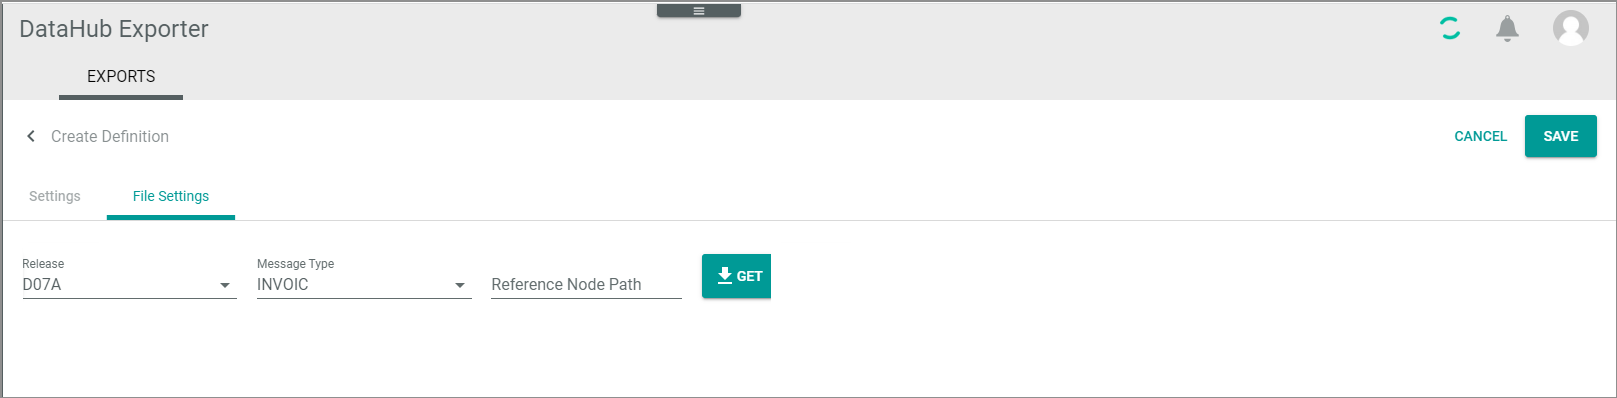 DataHub Exporter
EXPORTS
Create Definition
CANCEL
SAVE
Settings
File Settings
Release
D07A
Message Type
INVOIC
Reference Node Path
GET